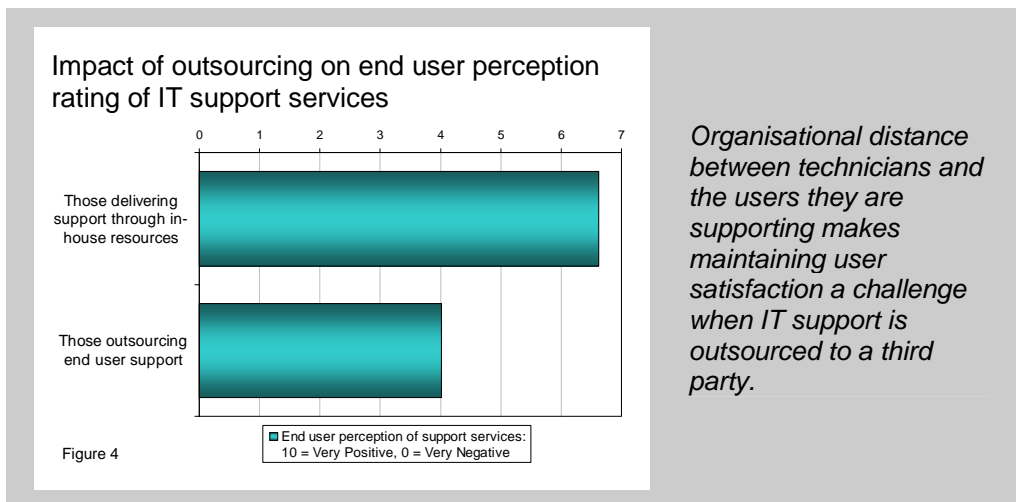 Impact of outsourcing on end user perception
rating of IT support services
0 1 2 3 4 5 6 7
Those delivering
support through in-
house resources
Those outsourcing
end user support
End user perception of support services:
10 = Very Positive, 0 = Very Negative
Figure 4
Organisational distance
between technicians and
the users they are
supporting makes
maintaining user
satisfaction a challenge
when IT support is
outsourced to a third
party.